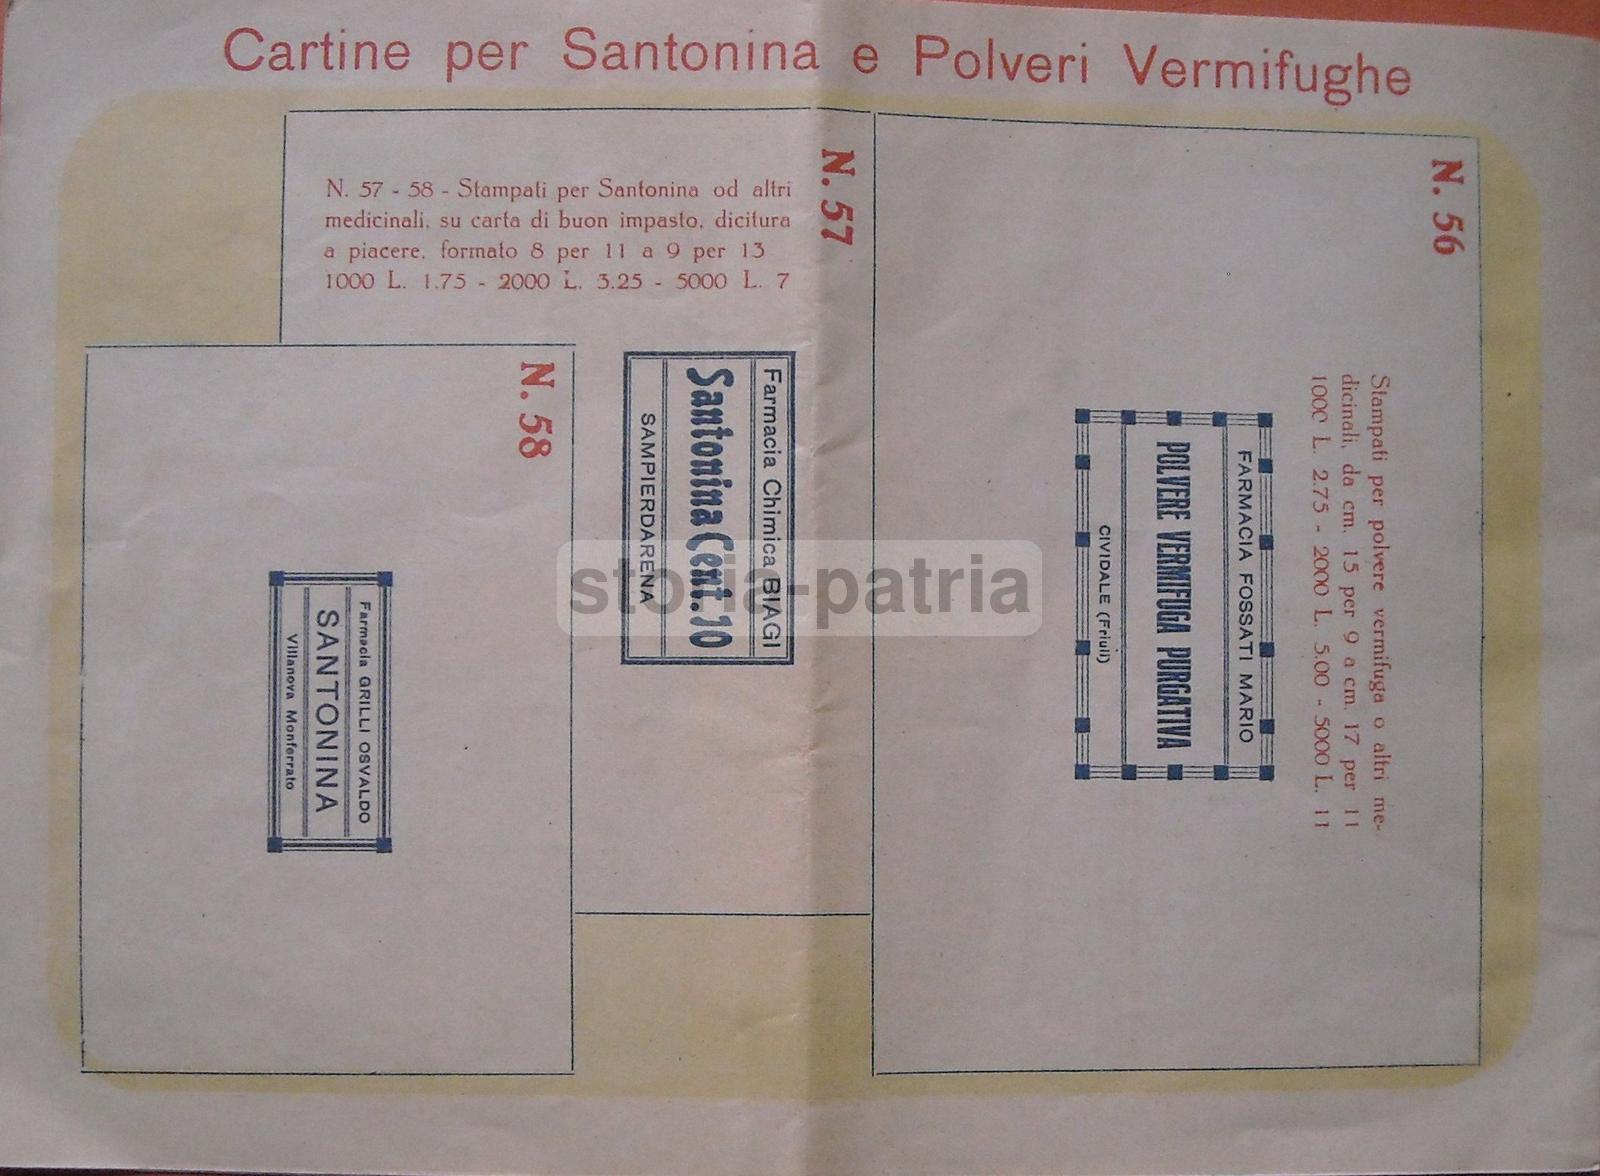 Cartine per Santonina e Polveri Vermifughe
N. 57 - 58 - Stampati per Santonina od altri
medicinali, su carta di buon impasto, dicitura
a piacere, formato 8 per 11 a 9 per 13
1000 L. 1.75 - 2000 L. 3.25 - 5000 L. 7
N. 57
Farmacia Chimica BIAGI
Santonina Cent. 10
SAMPIERDARENA
N. 58
Farmacia GRILLI OSVALDO
SANTONINA
Villanova Monferrato
N. 56
Stampati per polvere vermifuga o altri me-
dicinali, da cm. 15 per 9 a cm. 17 per 11
1000 L. 2.75 - 2000 L. 5.00 - 5000 L. 11
FARMACIA FOSSATI MARIO
POLVERE VERMIFUGA PURGATIVA
CIVIDALE (Friuli)
storia-patria